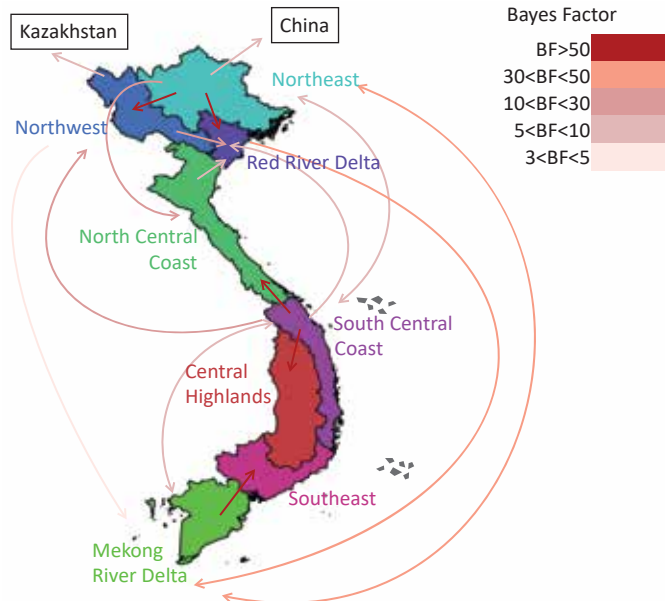 Kazakhstan
China
Bayes Factor
BF>50
30<BF<50
10<BF<30
5<BF<10
3<BF<5
Northeast
Northwest
Red River Delta
North Central
Coast
South Central
Coast
Central
Highlands
Southeast
Mekong
River Delta